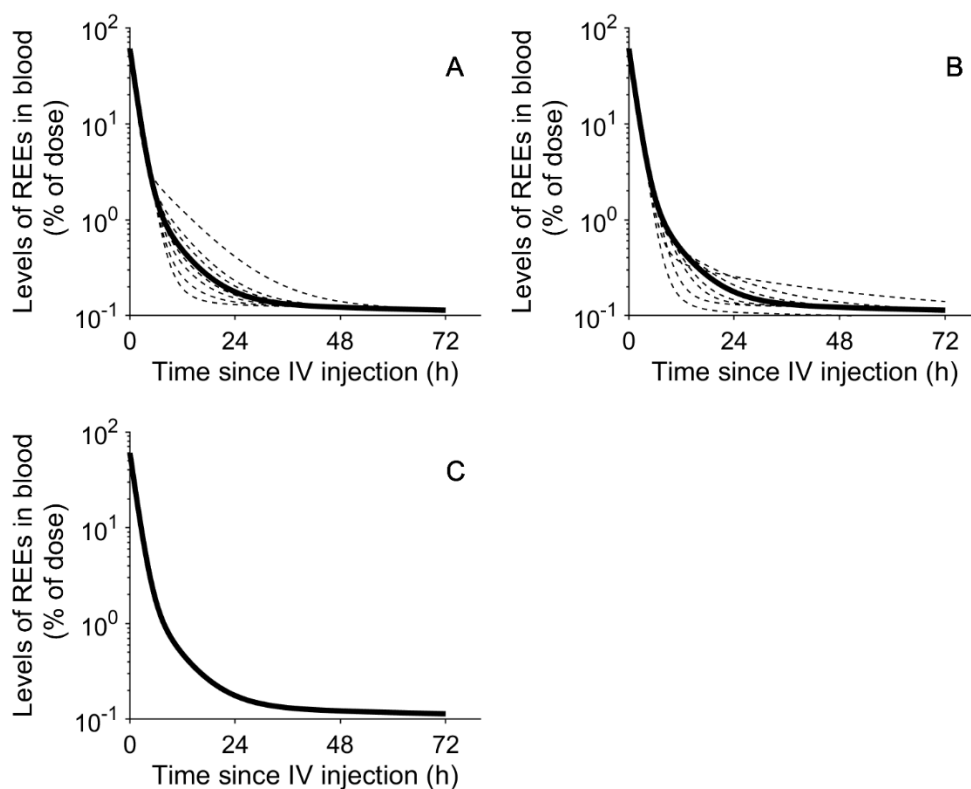 10²
10¹
10⁰
10⁻¹
Levels of REEs in blood
(% of dose)
A
0 24 48 72
Time since IV injection (h)
10²
10¹
10⁰
10⁻¹
Levels of REEs in blood
(% of dose)
B
0 24 48 72
Time since IV injection (h)
10²
10¹
10⁰
10⁻¹
Levels of REEs in blood
(% of dose)
C
0 24 48 72
Time since IV injection (h)